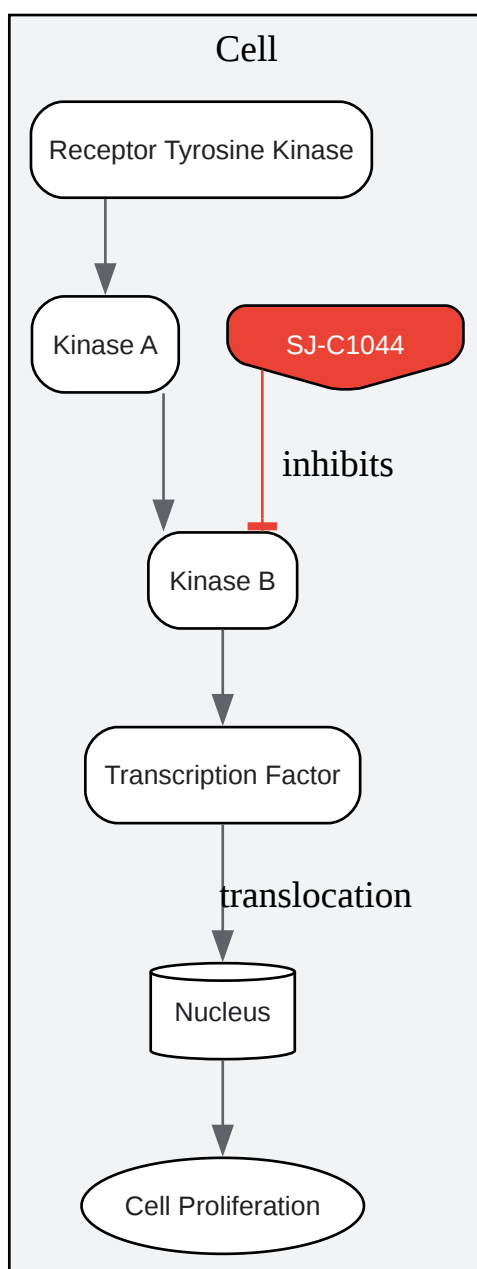 Cell
Receptor Tyrosine Kinase
Kinase A
SJ-C1044
inhibits
Kinase B
Transcription Factor
translocation
Nucleus
Cell Proliferation